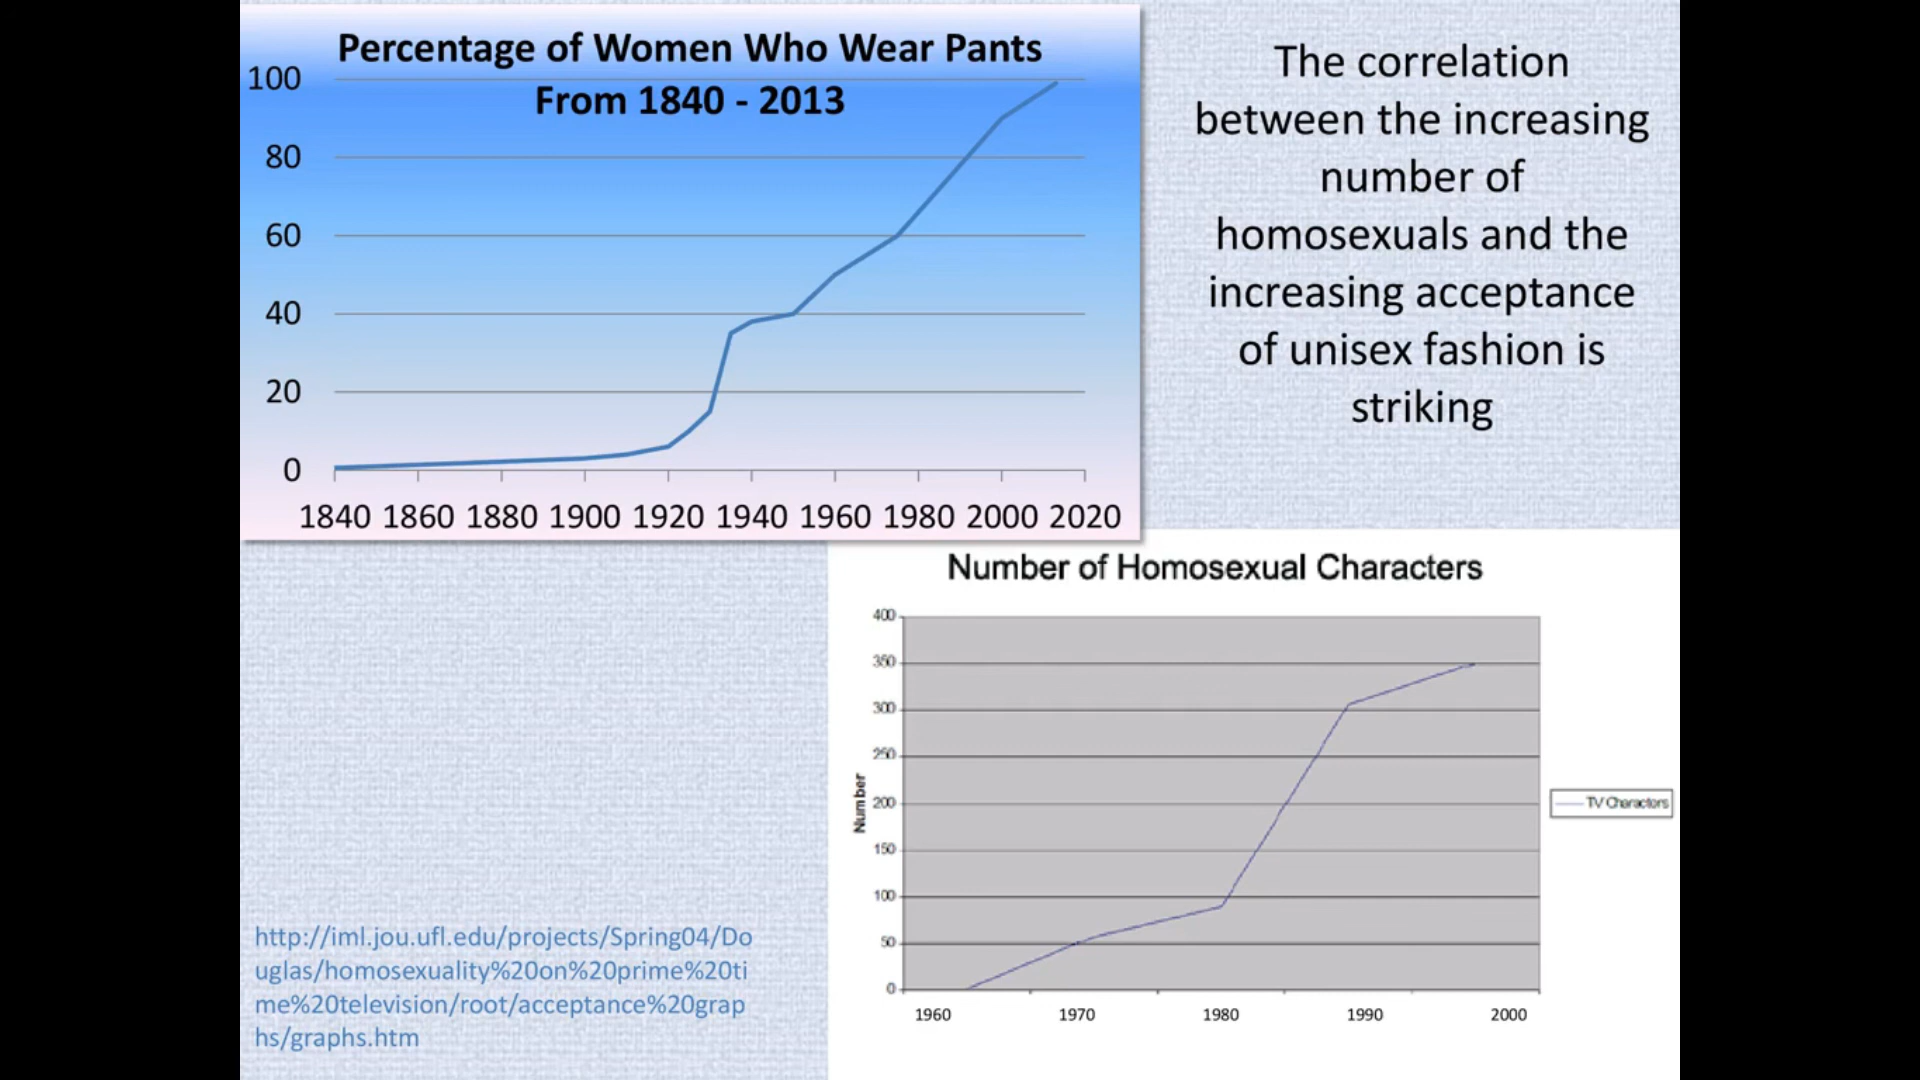 Percentage of Women Who Wear Pants
From 1840 - 2013
100
80
60
40
20
0
1840 1860 1880 1900 1920 1940 1960 1980 2000 2020
The correlation
between the increasing
number of
homosexuals and the
increasing acceptance
of unisex fashion is
striking
Number of Homosexual Characters
400
350
300
250
200
150
100
50
0
Number
1960 1970 1980 1990 2000
TV Charactors
http://iml.jou.ufl.edu/projects/Spring04/Do
uglas/homosexuality%20on%20prime%20ti
me%20television/root/acceptance%20grap
hs/graphs.htm